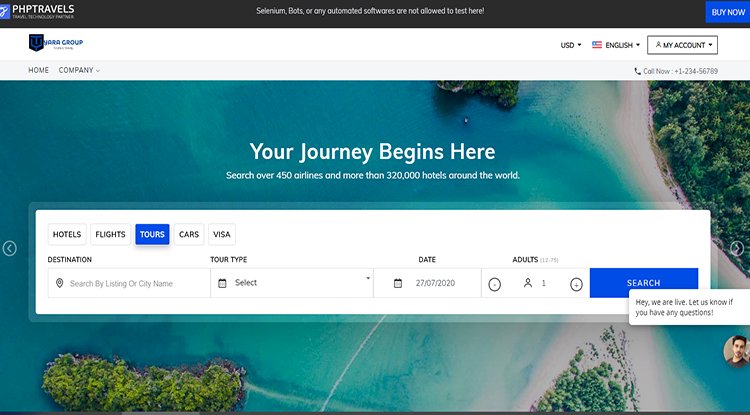 PHPTRAVELS
TRAVEL TECHNOLOGY PARTNER
Selenium, Bots, or any automated softwares are not allowed to test here!
BUY NOW
YARA GROUP
USD
ENGLISH
MY ACCOUNT
HOME COMPANY
Call Now : +1-234-56789
Your Journey Begins Here
Search over 450 airlines and more than 320,000 hotels around the world.
HOTELS FLIGHTS TOURS CARS VISA
DESTINATION TOUR TYPE DATE ADULTS (12-75)
Search By Listing Or City Name Select 27/07/2020 - 1 + SEARCH
Hey, we are live. Let us know if
you have any questions!